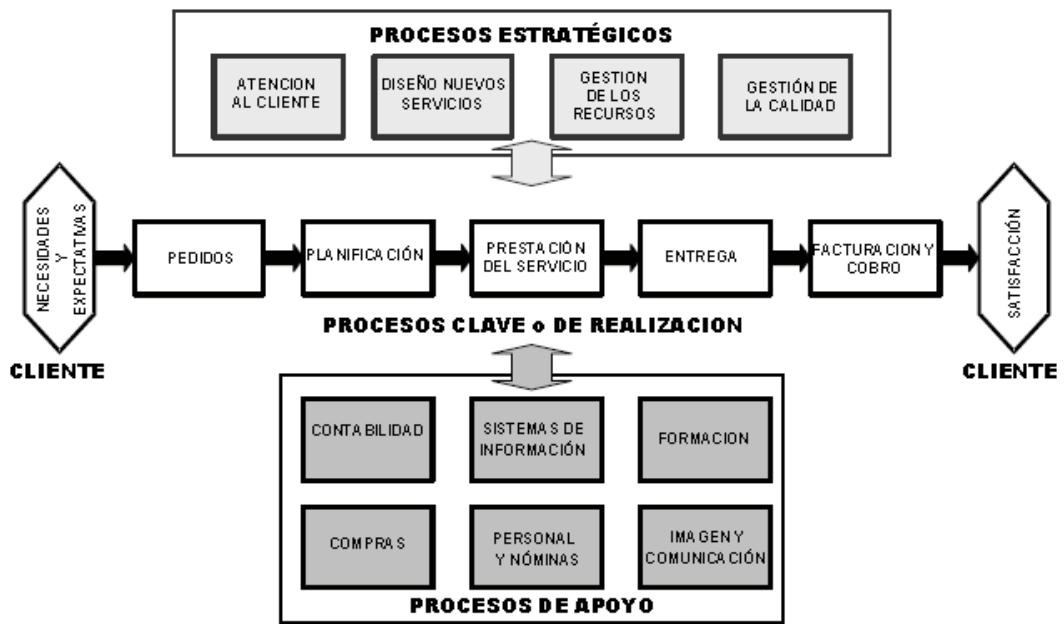 PROCESOS ESTRATÉGICOS
ATENCION
AL CLIENTE
DISEÑO NUEVOS
SERVICIOS
GESTION
DE LOS
RECURSOS
GESTIÓN DE
LA CALIDAD
NECESIDADES
Y
EXPECTATIVAS
CLIENTE
PEDIDOS
PLANIFICACIÓN
PRESTACIÓN
DEL SERVICIO
ENTREGA
FACTURACION Y
COBRO
SATISFACCIÓN
CLIENTE
PROCESOS CLAVE o DE REALIZACION
CONTABILIDAD
SISTEMAS DE
INFORMACIÓN
FORMACION
COMPRAS
PERSONAL
Y NÓMINAS
IMAGEN Y
COMUNICACIÓN
PROCESOS DE APOYO